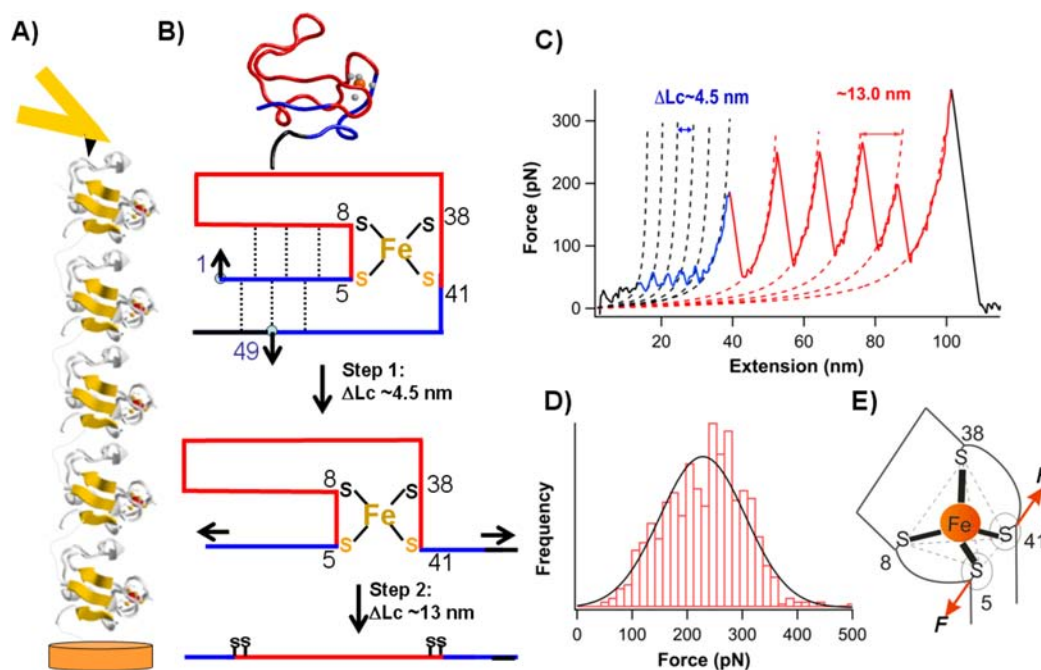 A)
B)
8
S
S
38
Fe
1
S
S
5
41
49
Step 1:
ΔLc ~4.5 nm
8
S
S
38
Fe
S
S
5
41
Step 2:
ΔLc ~13 nm
SS
SS
C)
ΔLc~4.5 nm
~13.0 nm
Force (pN)
300
200
100
0
20
40
60
80
100
Extension (nm)
D)
Frequency
0
100
200
300
400
500
Force (pN)
E)
38
S
Fe
S
S
S
8
41
5
F
F